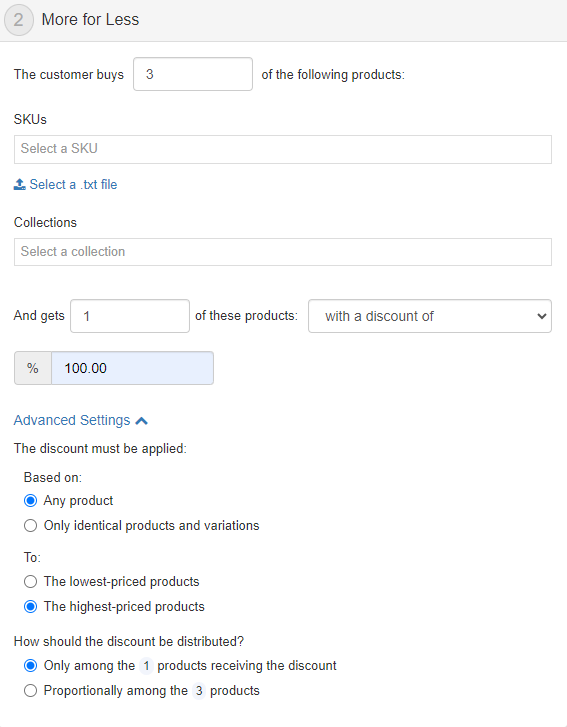 2 More for Less
The customer buys 3 of the following products:
SKUs
Select a SKU
Select a .txt file
Collections
Select a collection
And gets 1 of these products: with a discount of
% 100.00
Advanced Settings
The discount must be applied:
Based on:
Any product
Only identical products and variations
To:
The lowest-priced products
The highest-priced products
How should the discount be distributed?
Only among the 1 products receiving the discount
Proportionally among the 3 products